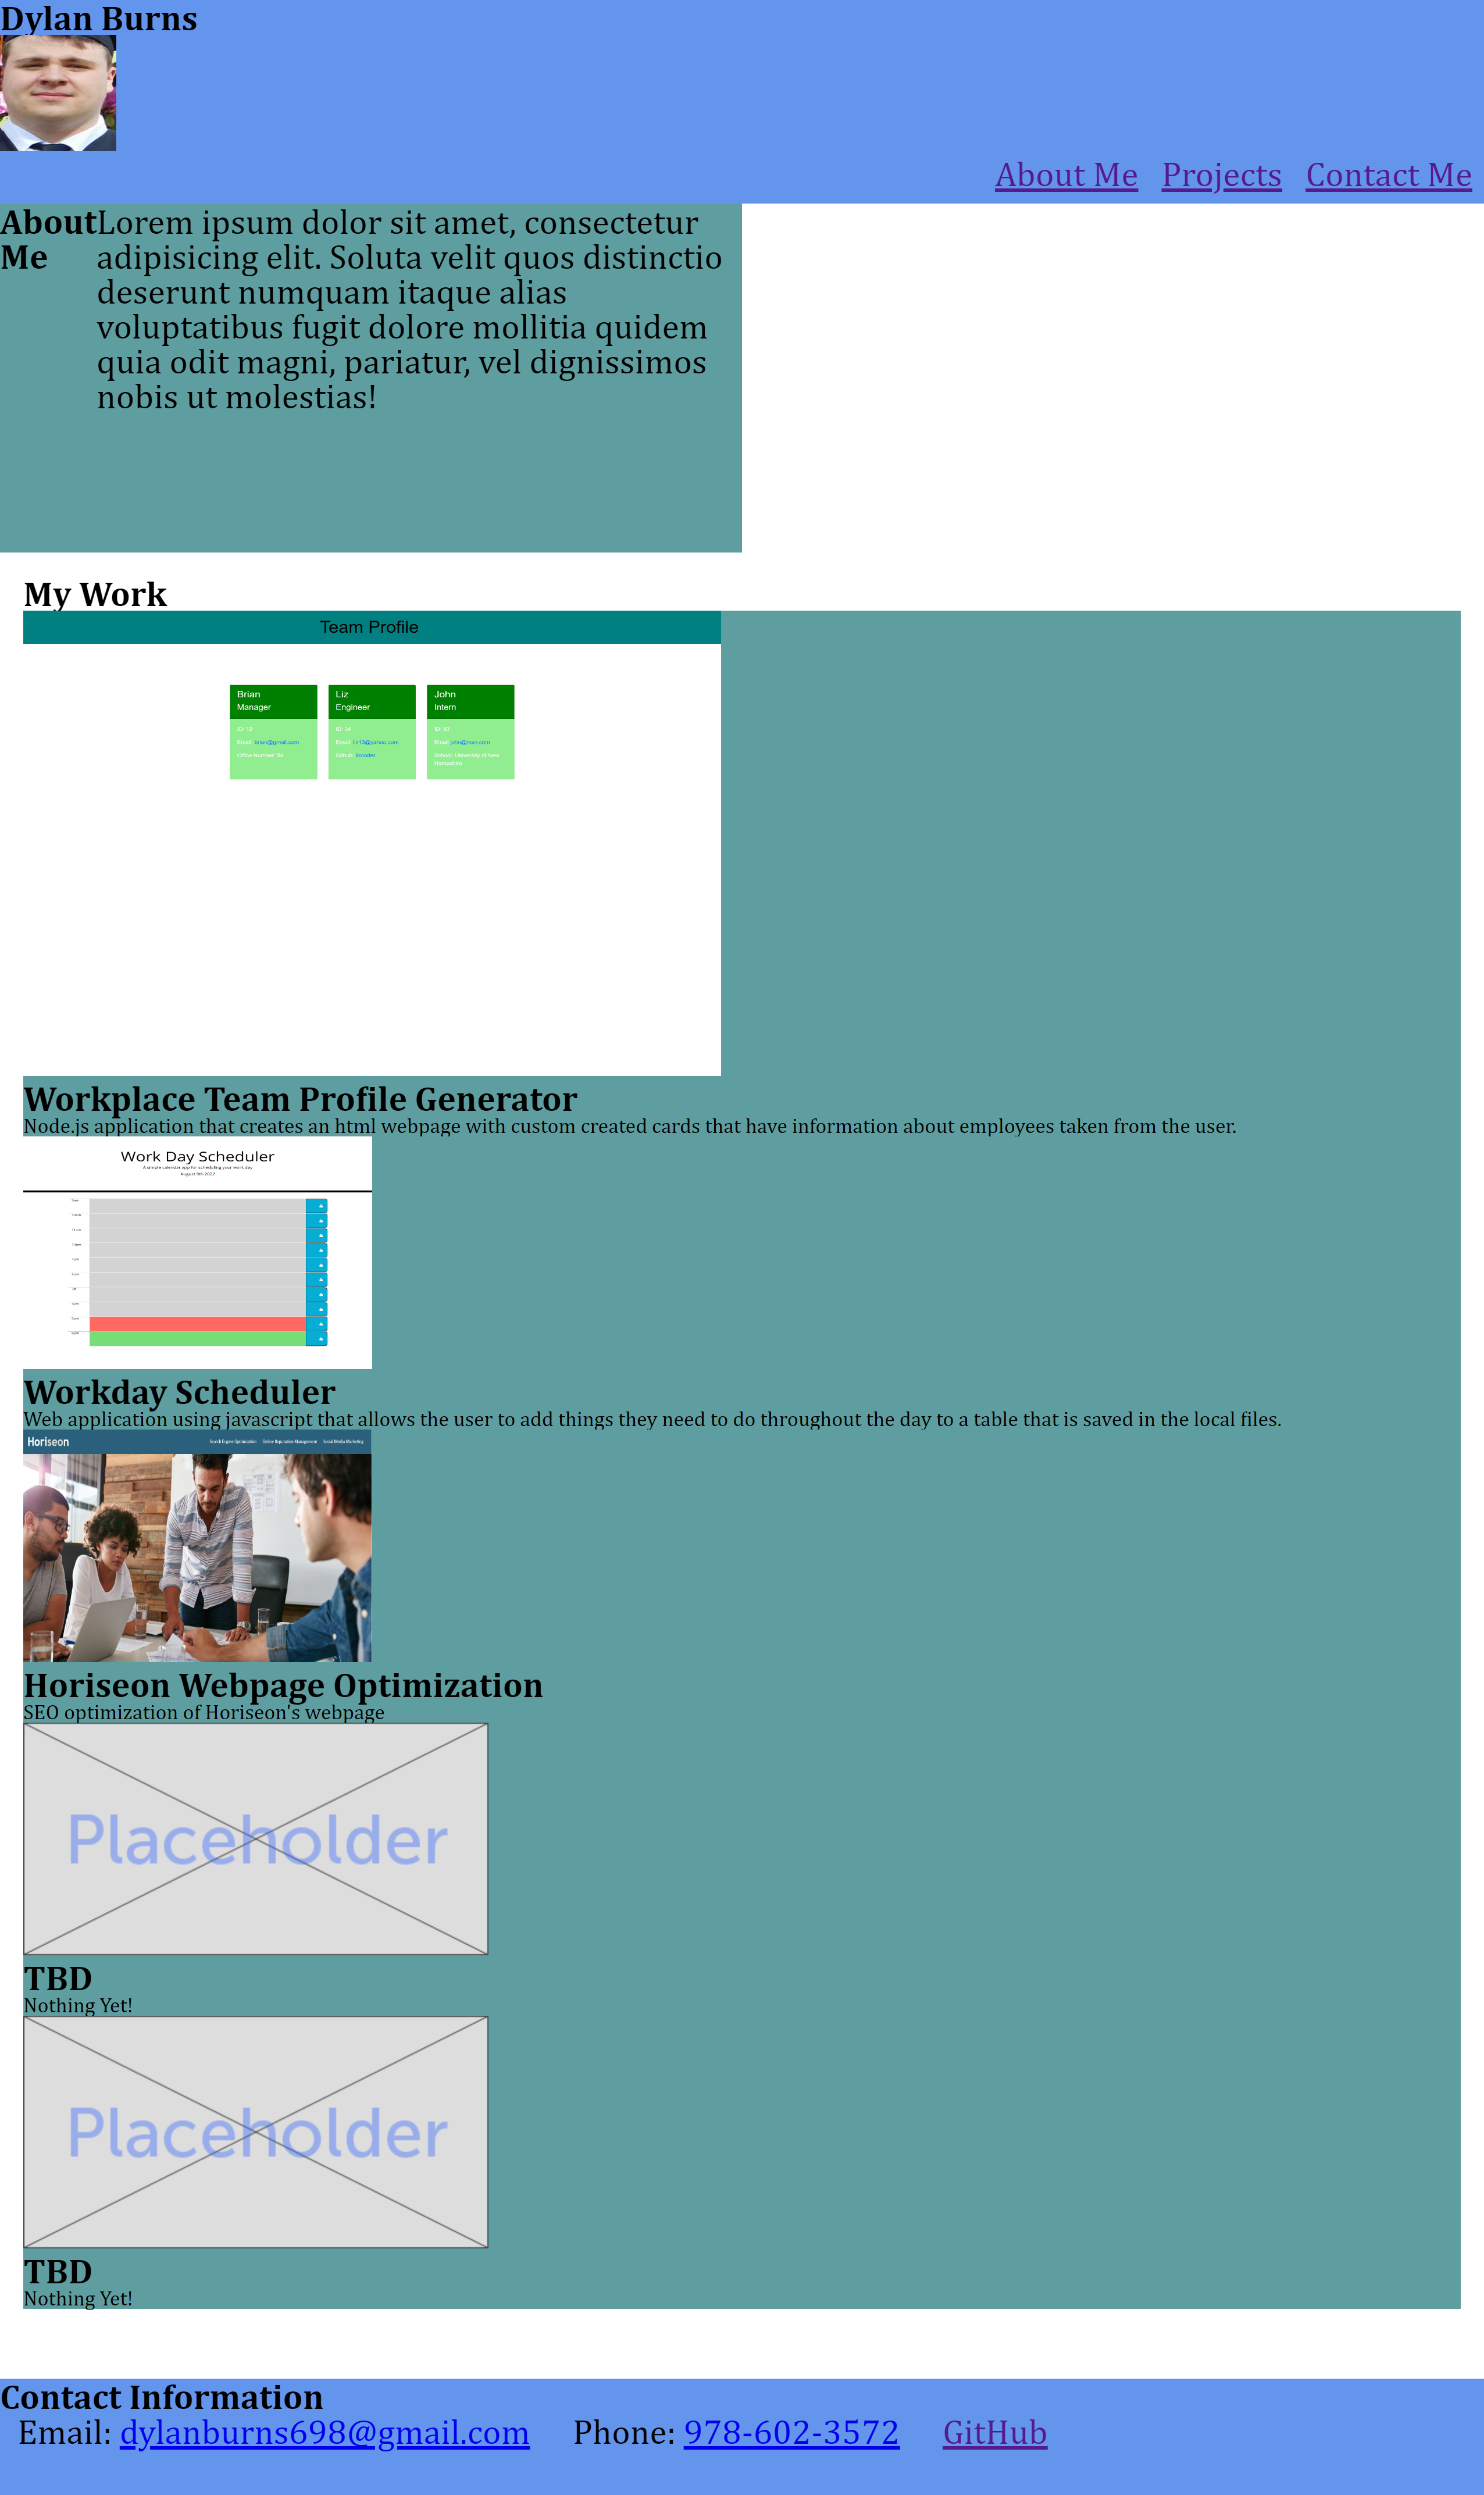 Dylan Burns
About Me Projects Contact Me
About
Me
Lorem ipsum dolor sit amet, consectetur
adipisicing elit. Soluta velit quos distinctio
deserunt numquam itaque alias
voluptatibus fugit dolore mollitia quidem
quia odit magni, pariatur, vel dignissimos
nobis ut molestias!
My Work
Team Profile
Brian
Manager
ID: 12
Email: brian@gmail.com
Office Number: 24
Liz
Engineer
ID: 34
Email: liz13@yahoo.com
GitHub: lizcoder
John
Intern
Email: john@msn.com
School: University of New
Hampshire
Workplace Team Profile Generator
Node.js application that creates an html webpage with custom created cards that have information about employees taken from the user.
Work Day Scheduler
A simple calendar app for scheduling your work day
August 8th 2022
Workday Scheduler
Web application using javascript that allows the user to add things they need to do throughout the day to a table that is saved in the local files.
Horiseon
Search Engine Optimization Online Reputation Management Social Media Marketing
Horiseon Webpage Optimization
SEO optimization of Horiseon's webpage
Placeholder
TBD
Nothing Yet!
Placeholder
TBD
Nothing Yet!
Contact Information
Email: dylanburns698@gmail.com Phone: 978-602-3572 GitHub